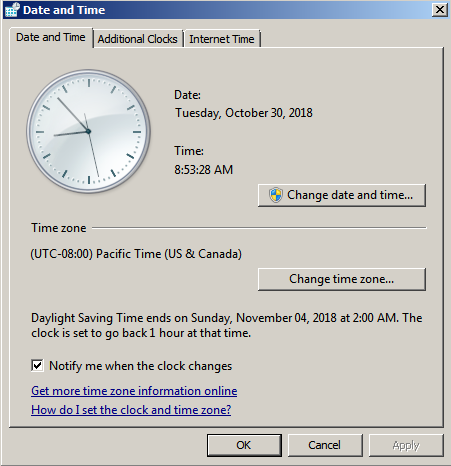 Date and Time
Date and Time Additional Clocks Internet Time
Date:
Tuesday, October 30, 2018
Time:
8:53:28 AM
Change date and time...
Time zone
(UTC-08:00) Pacific Time (US & Canada)
Change time zone...
Daylight Saving Time ends on Sunday, November 04, 2018 at 2:00 AM. The
clock is set to go back 1 hour at that time.
Notify me when the clock changes
Get more time zone information online
How do I set the clock and time zone?
OK Cancel Apply